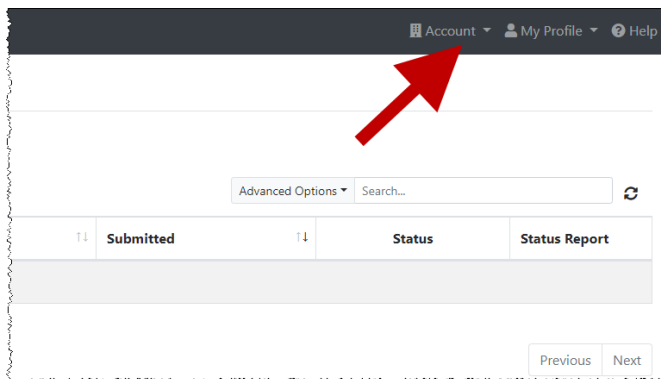 Account My Profile Help
Advanced Options Search...
Submitted Status Status Report
Previous Next